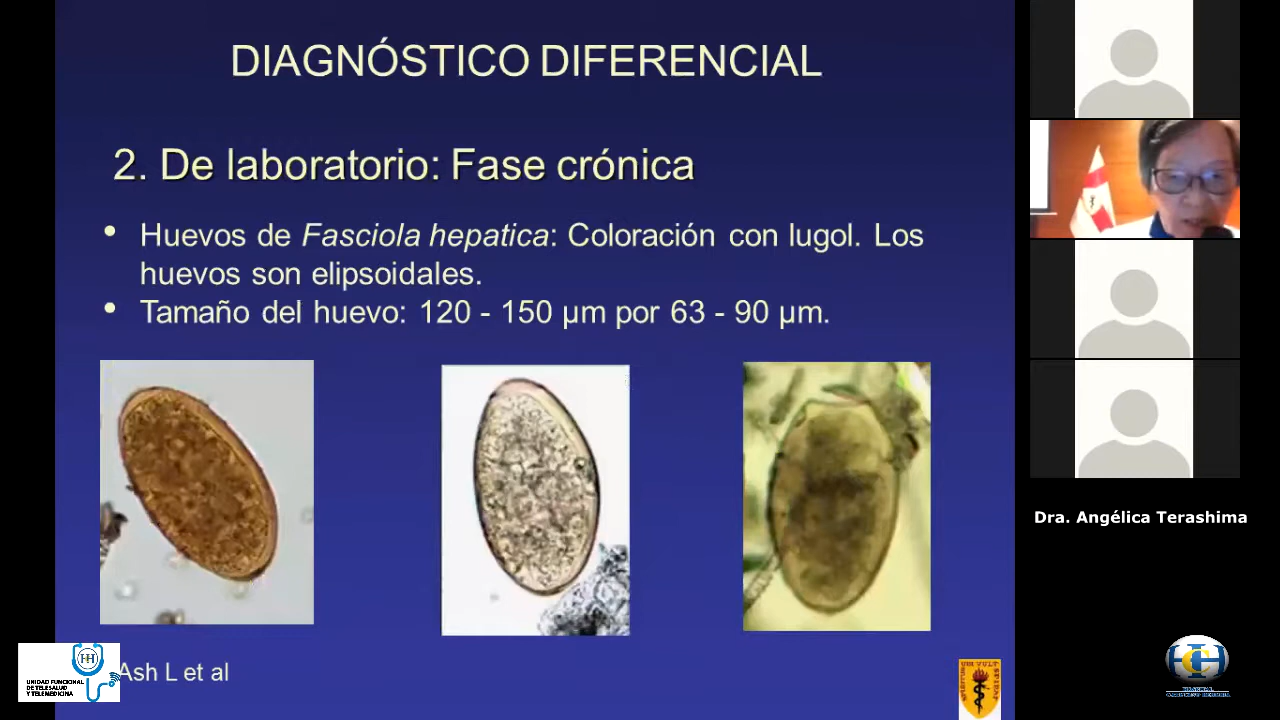 DIAGNÓSTICO DIFERENCIAL
2. De laboratorio: Fase crónica
• Huevos de Fasciola hepatica: Coloración con lugol. Los
huevos son elipsoidales.
• Tamaño del huevo: 120 - 150 µm por 63 - 90 µm.
Ash L et al
UNIDAD FUNCIONAL
DE TELESALUD
Y TELEMEDICINA
HH
Dra. Angélica Terashima